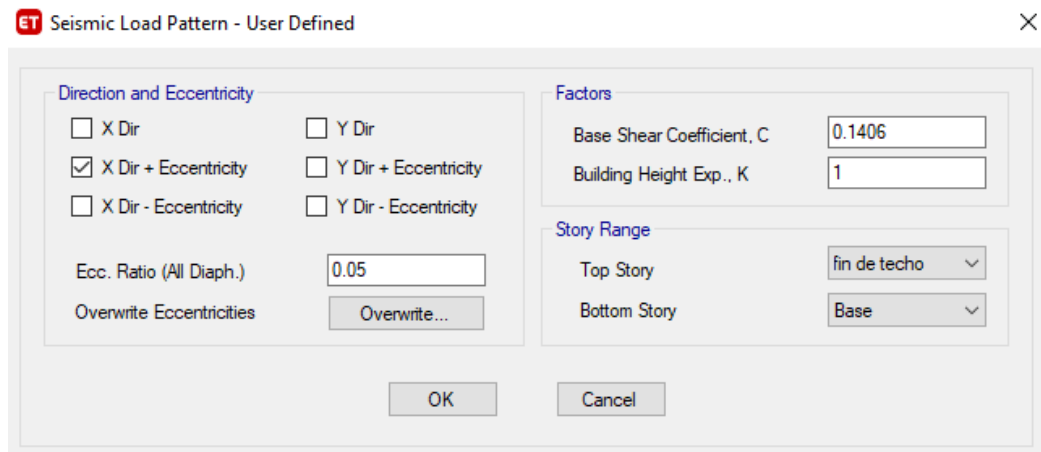 ET Seismic Load Pattern - User Defined
Direction and Eccentricity
X Dir
Y Dir
X Dir + Eccentricity
Y Dir + Eccentricity
X Dir - Eccentricity
Y Dir - Eccentricity
Ecc. Ratio (All Diaph.)
0.05
Overwrite Eccentricities
Overwrite...
Factors
Base Shear Coefficient, C
0.1406
Building Height Exp., K
1
Story Range
Top Story
fin de techo
Bottom Story
Base
OK
Cancel